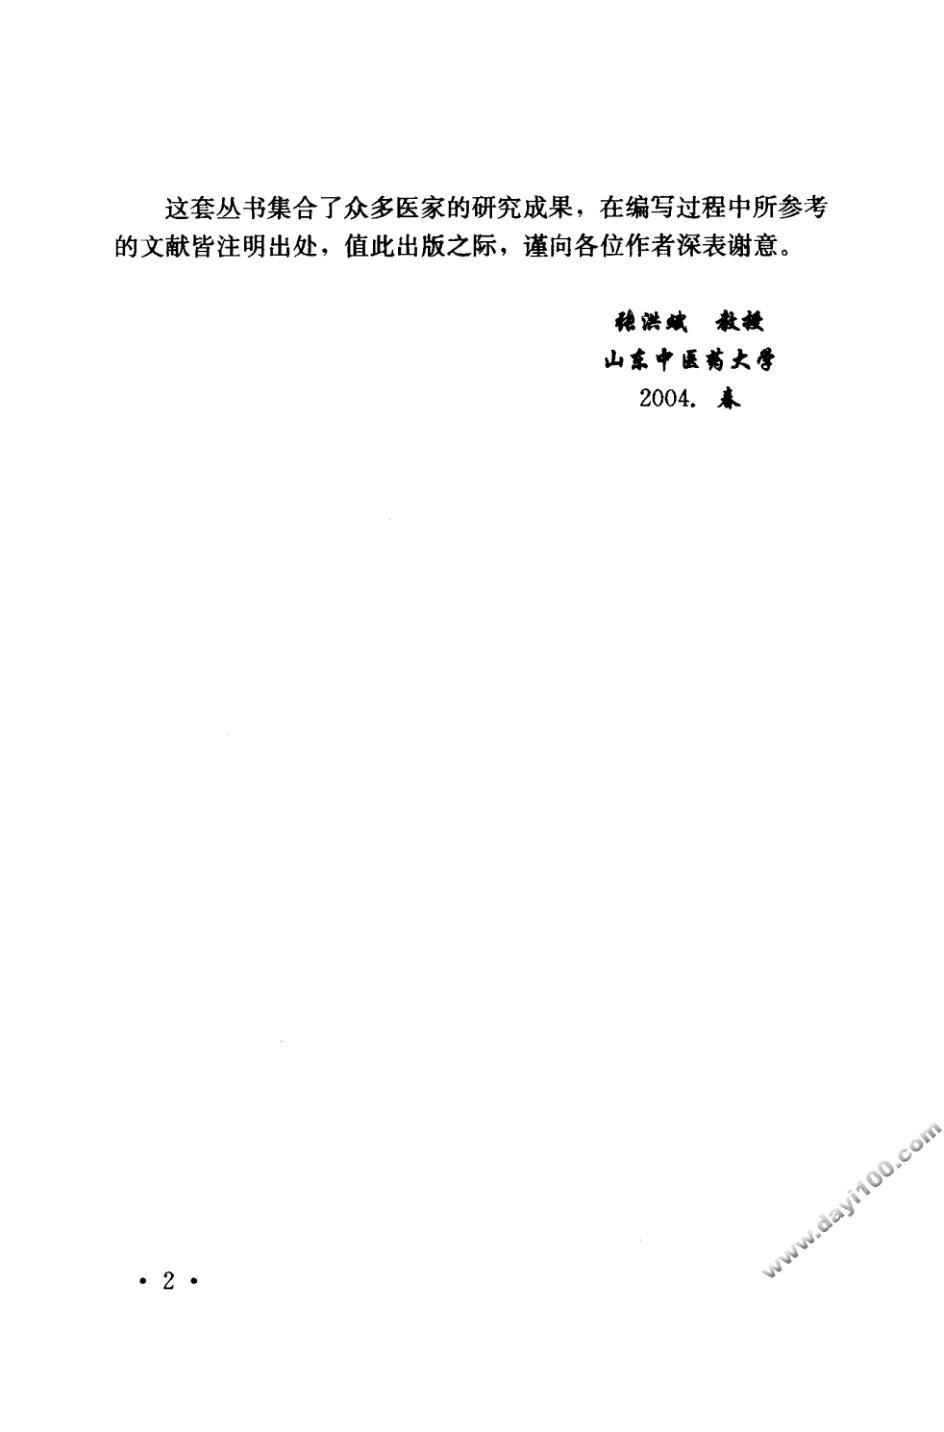 这套丛书集合了众多医家的研究成果，在编写过程中所参考
的文献皆注明出处，值此出版之际，谨向各位作者深表谢意。
张洪斌 教授
山东中医药大学
2004. 春
www.dayi100.com
· 2 ·